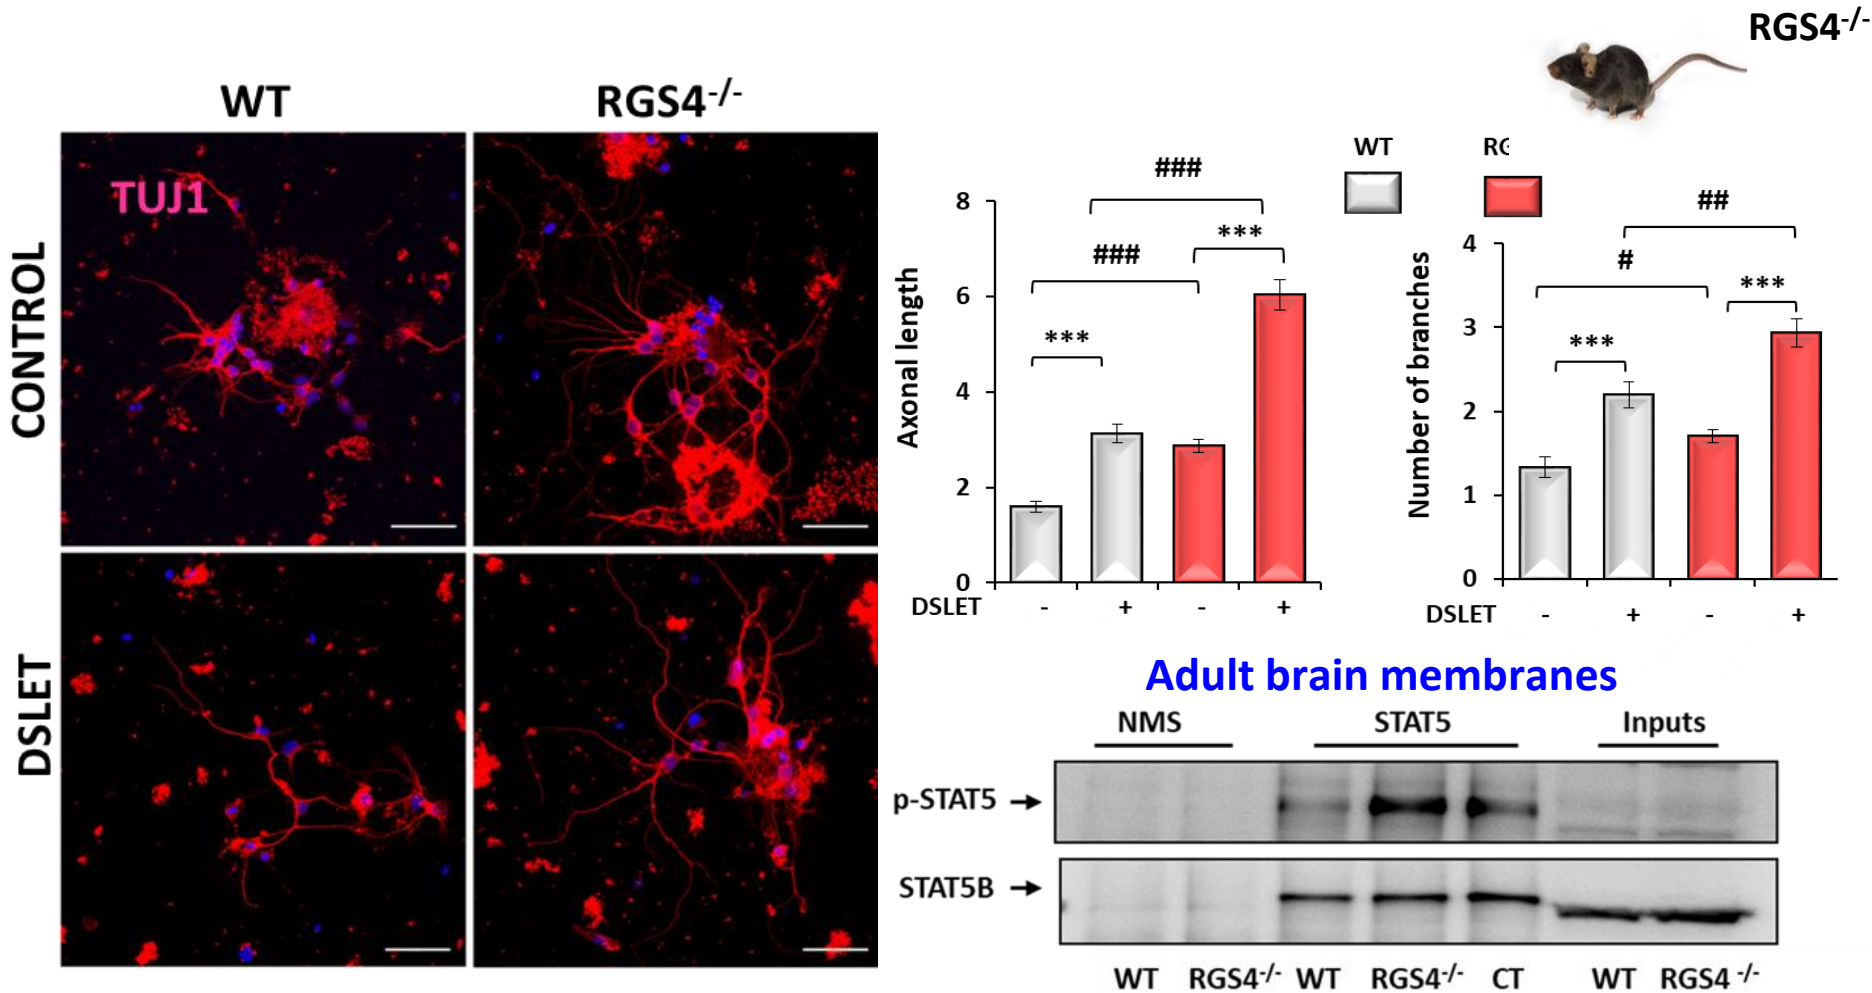 RGS4-/-
WT
RGS4-/-
CONTROL
DSLET
TUJ1
WT
RG
Axonal length
8
6
4
2
0
###
###
***
***
DSLET - + - +
Number of branches
4
3
2
1
0
##
#
***
***
DSLET - + - +
Adult brain membranes
NMS STAT5 Inputs
p-STAT5
STAT5B
WT RGS4-/- WT RGS4-/- CT WT RGS4 -/-